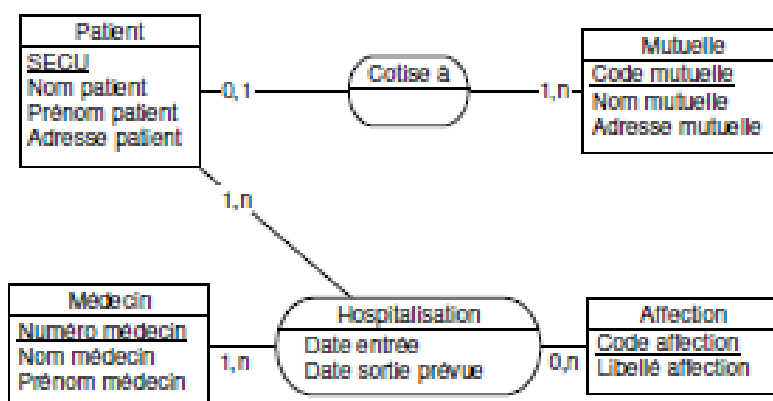 Patient
SECU
Nom patient
Prénom patient
Adresse patient
0,1
Cotise à
1,n
Mutuelle
Code mutuelle
Nom mutuelle
Adresse mutuelle
1,n
Médecin
Numéro médecin
Nom médecin
Prénom médecin
1,n
Hospitalisation
Date entrée
Date sortie prévue
0,n
Affection
Code affection
Libellé affection